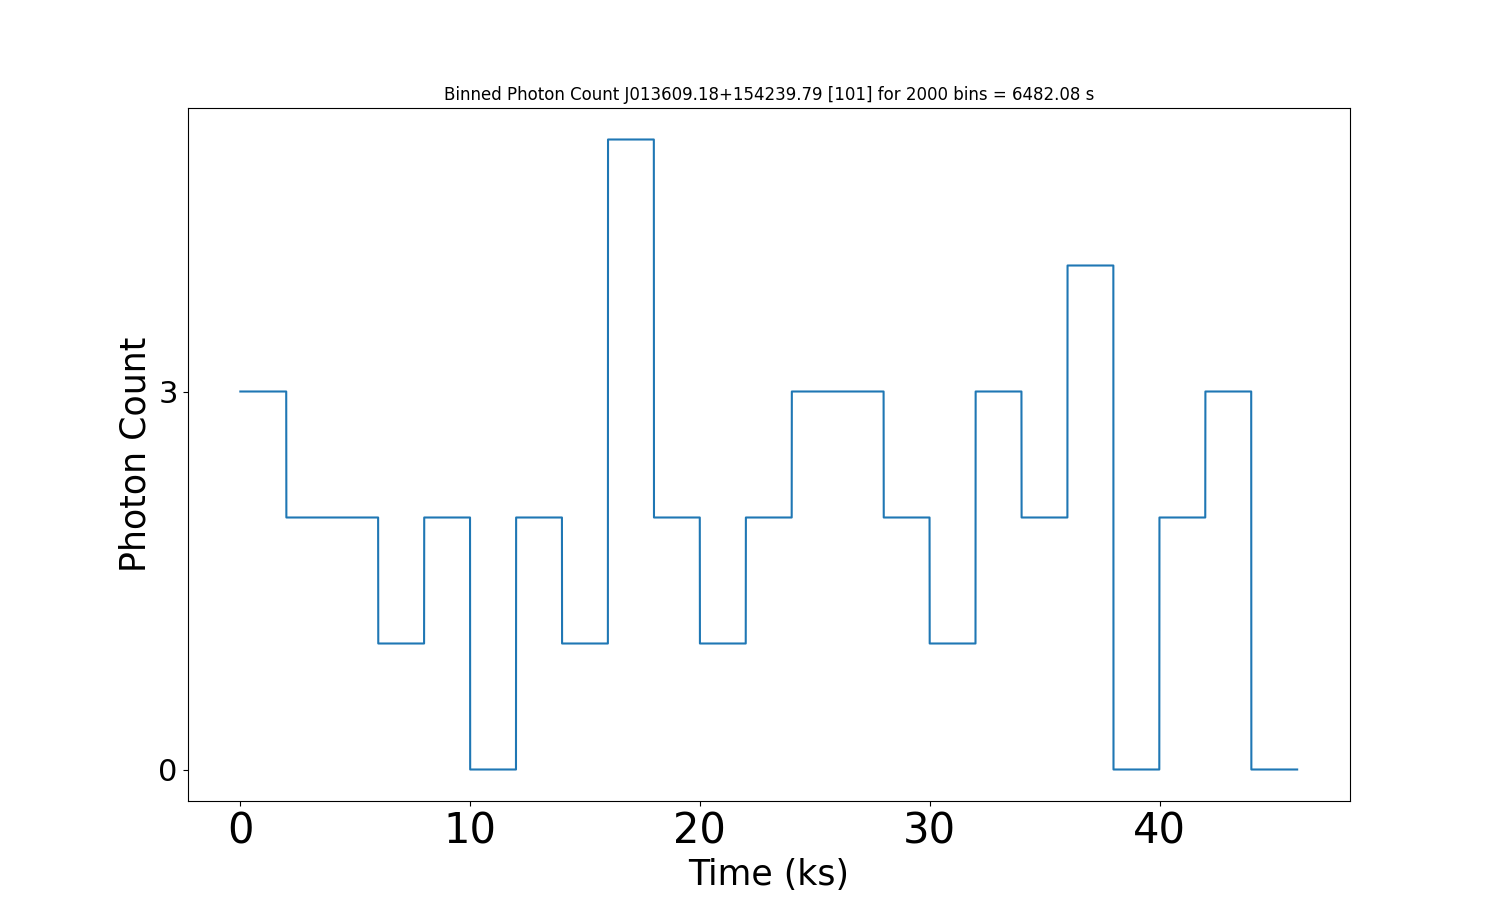 Binned Photon Count J013609.18+154239.79 [101] for 2000 bins = 6482.08 s
Photon Count
3
0
0 10 20 30 40
Time (ks)